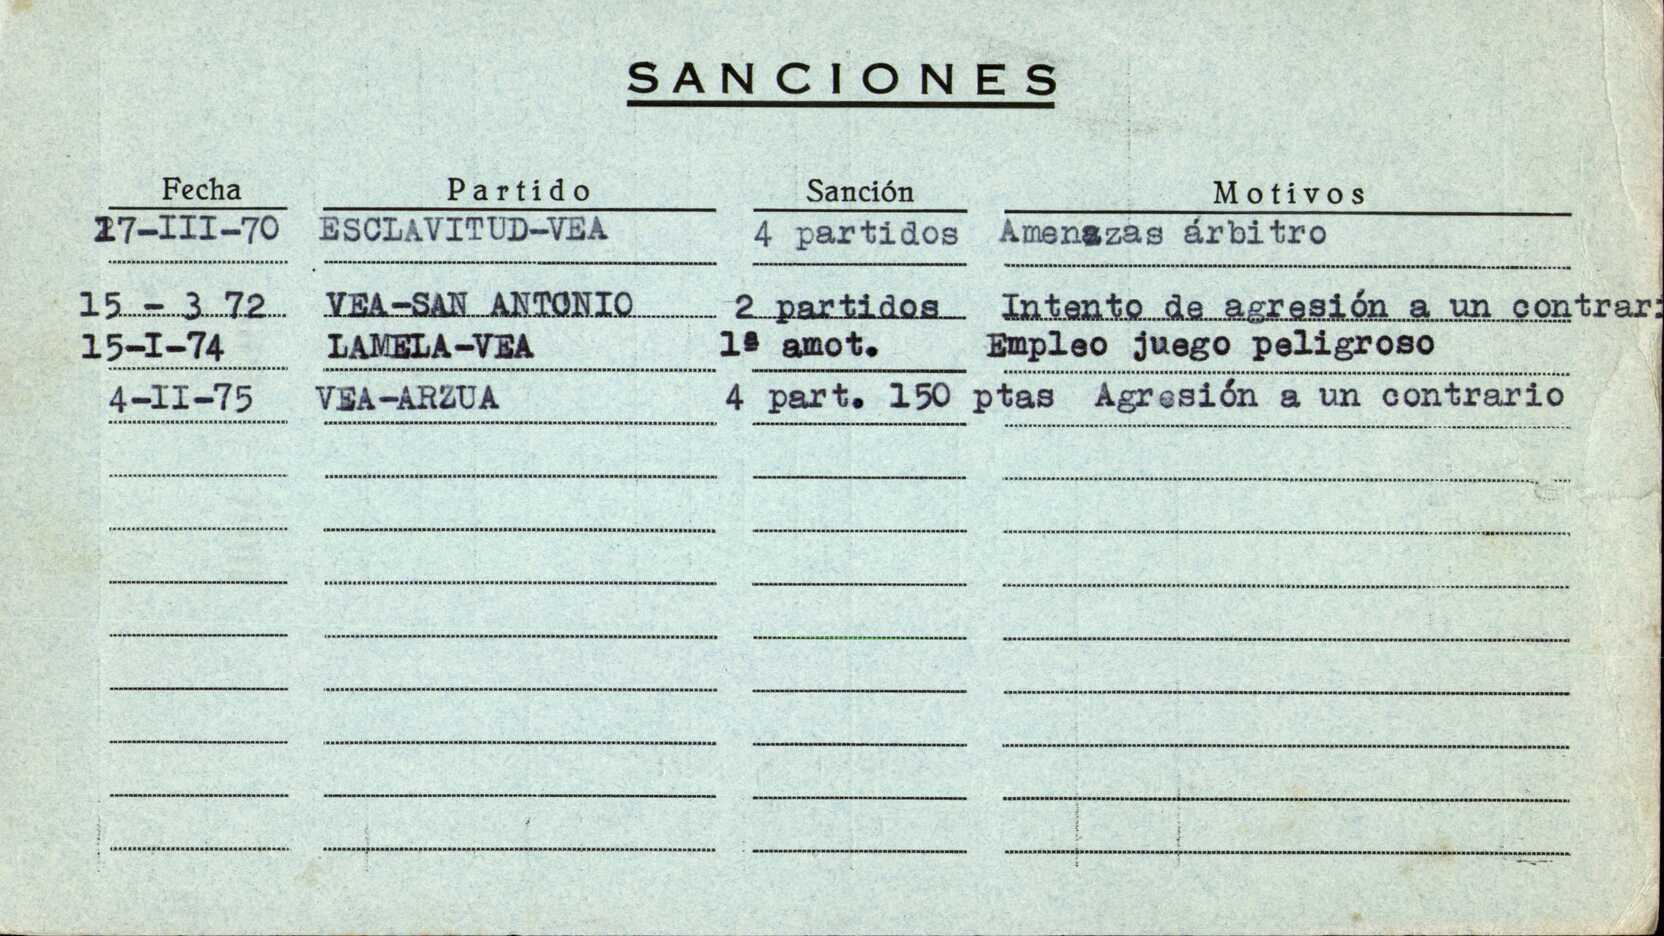 SANCIONES
Fecha Partido Sanción Motivos
17-III-70 ESCLAVITUD-VEA 4 partidos Amenazas árbitro
15 - 3 72 VEA-SAN ANTONIO 2 partidos Intento de agresión a un contrari
15-I-74 LAMELA-VEA 1ª amot. Empleo juego peligroso
4-II-75 VEA-ARZUA 4 part. 150 ptas Agresión a un contrario